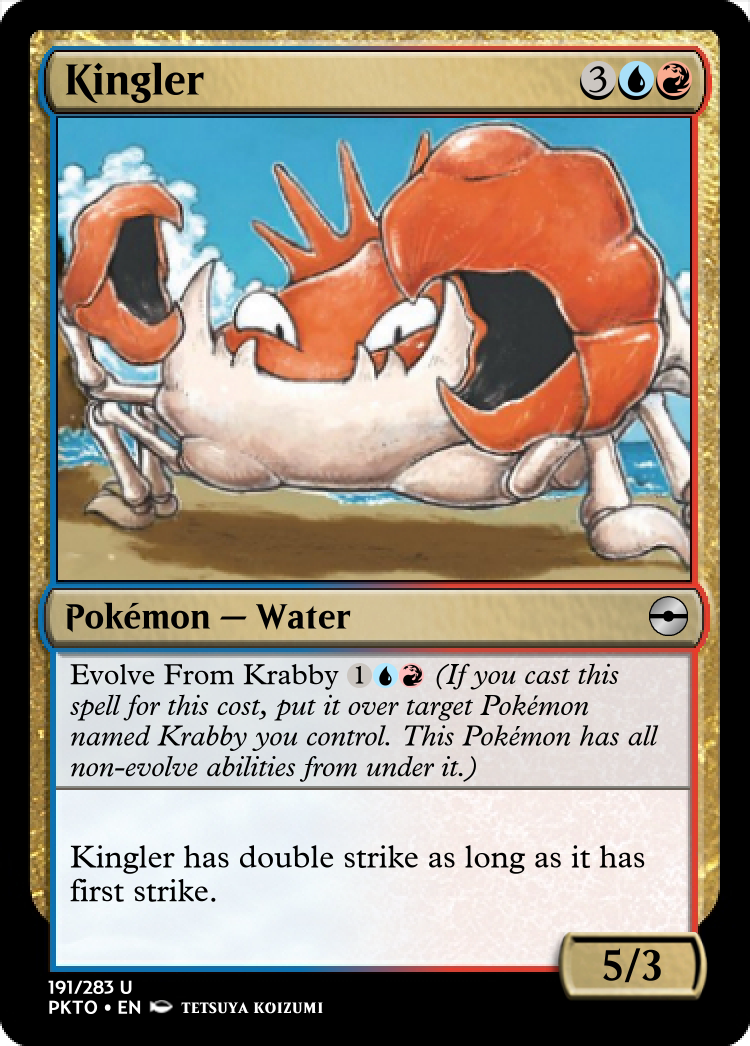 Kingler 3
Pokémon — Water
Evolve From Krabby 1 (If you cast this
spell for this cost, put it over target Pokémon
named Krabby you control. This Pokémon has all
non-evolve abilities from under it.)
Kingler has double strike as long as it has
first strike.
5/3
191/283 U
PKTO • EN TETSUYA KOIZUMI